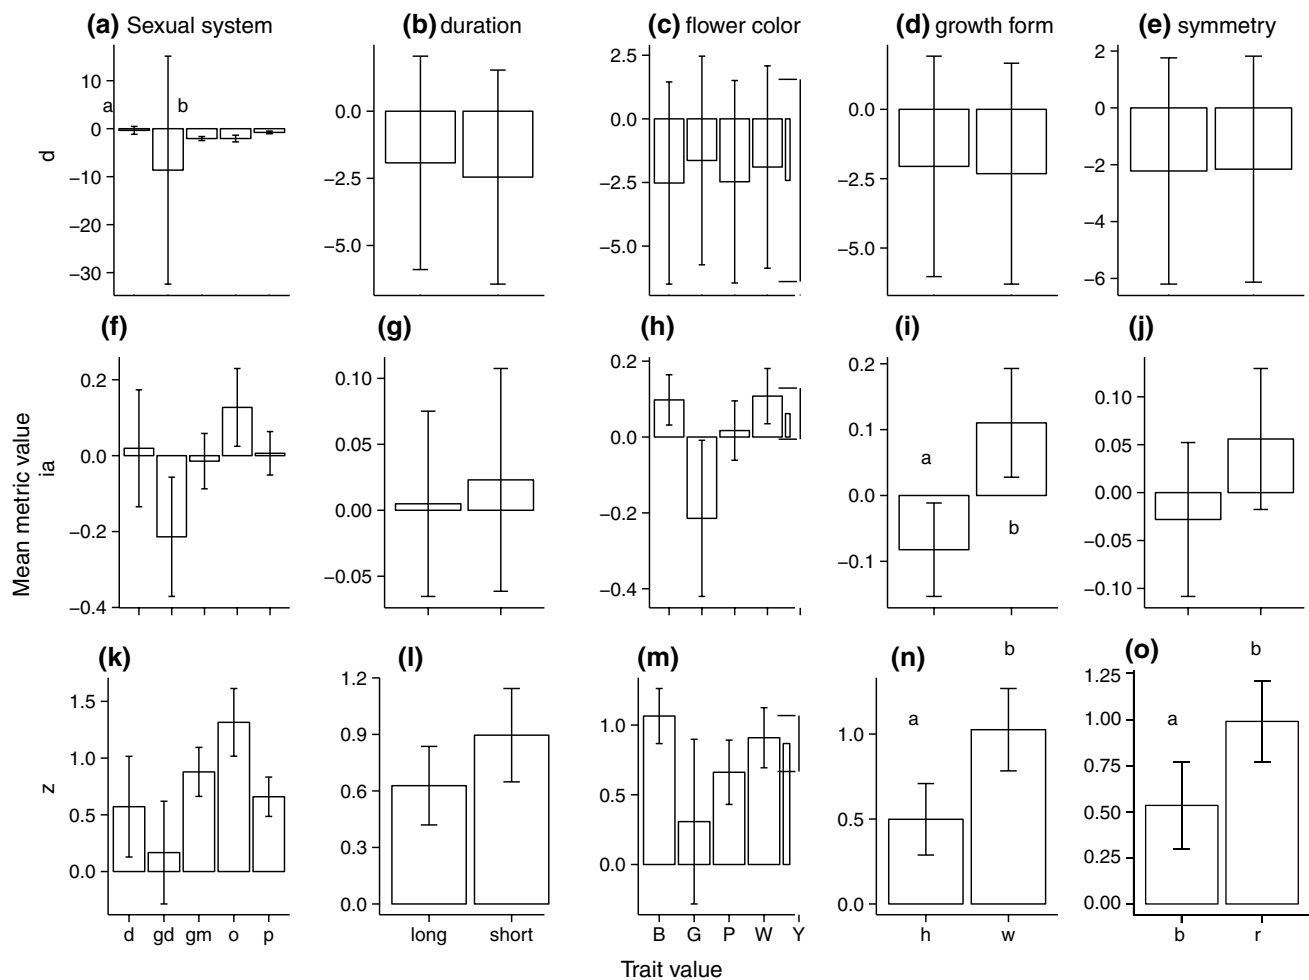 (a) Sexual system
(b) duration
(c) flower color
(d) growth form
(e) symmetry
d
10
0
−10
−20
−30
a
b
0.0
−2.5
−5.0
2.5
0.0
−2.5
−5.0
0.0
−2.5
−5.0
2
0
−2
−4
−6
(f)
(g)
(h)
(i)
(j)
Mean metric value
ia
0.2
0.0
−0.2
−0.4
0.10
0.05
0.00
−0.05
0.2
0.0
−0.2
−0.4
0.2
0.1
0.0
−0.1
a
b
0.10
0.05
0.00
−0.05
−0.10
(k)
(l)
(m)
(n)
(o)
z
1.5
1.0
0.5
0.0
d gd gm o p
1.2
0.9
0.6
0.3
0.0
long short
1.0
0.5
0.0
B G P W Y
1.0
0.5
0.0
a
b
h w
1.25
1.00
0.75
0.50
0.25
0.00
a
b
b r
Trait value